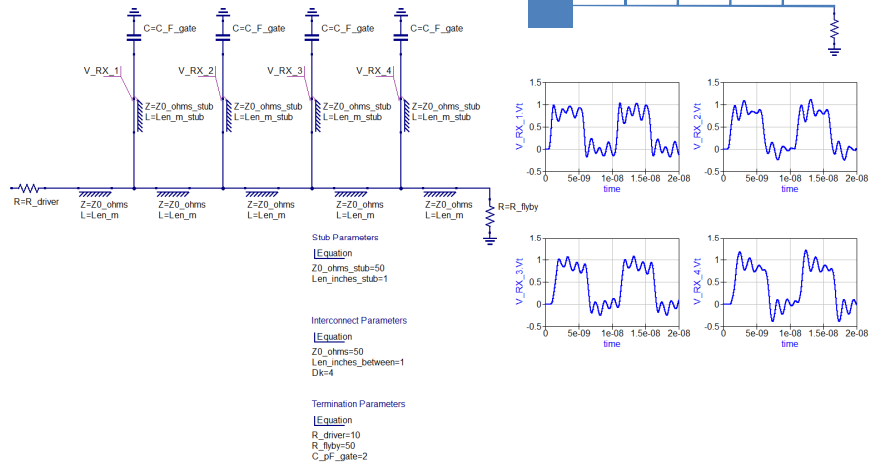 C=C_F_gate C=C_F_gate C=C_F_gate C=C_F_gate
V_RX_1 V_RX_2 V_RX_3 V_RX_4
Z=Z0_ohms_stub Z=Z0_ohms_stub Z=Z0_ohms_stub Z=Z0_ohms_stub
L=Len_m_stub L=Len_m_stub L=Len_m_stub L=Len_m_stub
R=R_driver
Z=Z0_ohms Z=Z0_ohms Z=Z0_ohms Z=Z0_ohms Z=Z0_ohms
L=Len_m L=Len_m L=Len_m L=Len_m L=Len_m
R=R_flyby
Stub Parameters
Equation
Z0_ohms_stub=50
Len_inches_stub=1
Interconnect Parameters
Equation
Z0_ohms=50
Len_inches_between=1
Dk=4
Termination Parameters
Equation
R_driver=10
R_flyby=50
C_pF_gate=2
V_RX_1.Vt
1.5
1
0.5
0
-0.5
0 5e-09 1e-08 1.5e-08 2e-08
time
V_RX_2.Vt
1.5
1
0.5
0
-0.5
0 5e-09 1e-08 1.5e-08 2e-08
time
V_RX_3.Vt
1.5
1
0.5
0
-0.5
0 5e-09 1e-08 1.5e-08 2e-08
time
V_RX_4.Vt
1.5
1
0.5
0
-0.5
0 5e-09 1e-08 1.5e-08 2e-08
time